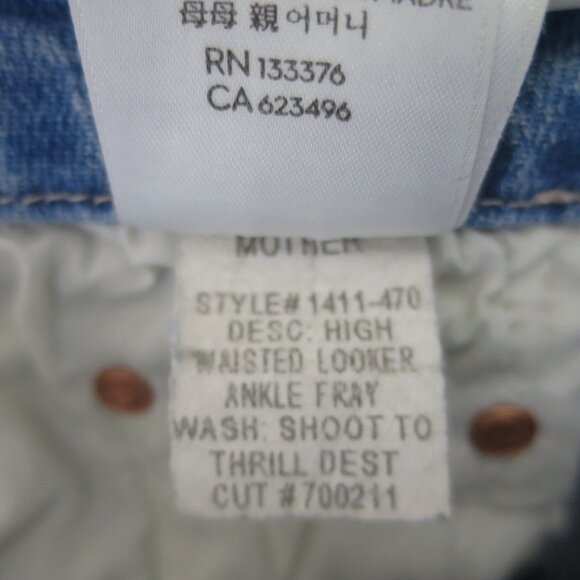 MADRE
母母 親 어머니
RN 133376
CA 623496
MOTHER
STYLE# 1411-470
DESC: HIGH
WAISTED LOOKER
ANKLE FRAY
WASH: SHOOT TO
THRILL DEST
CUT #700211